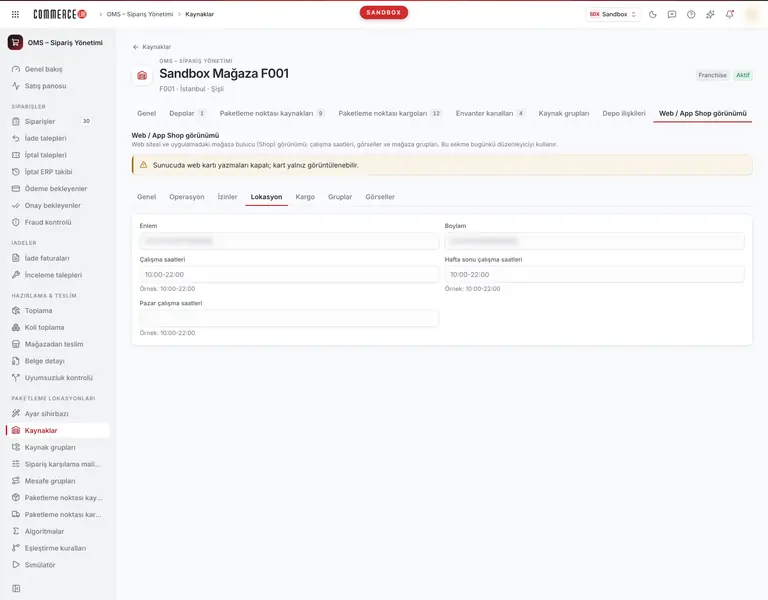 COMMERCE
OMS – Sipariş Yönetimi
Kaynaklar
SANDBOX
SBX Sandbox
OMS – Sipariş Yönetimi
Genel bakış
Satış panosu
SİPARİŞLER
Siparişler 30
İade talepleri
İptal talepleri
İptal ERP takibi
Ödeme bekleyenler
Onay bekleyenler
Fraud kontrolü
İADELER
İade faturaları
İnceleme talepleri
HAZIRLAMA & TESLİM
Toplama
Koli toplama
Mağazadan teslim
Belge detayı
Uyumsuzluk kontrolü
PAKETLEME LOKASYONLARI
Ayar sihirbazı
Kaynaklar
Kaynak grupları
Sipariş karşılama mali...
Mesafe grupları
Paketleme noktası kay...
Paketleme noktası kar...
Algoritmalar
Eşleştirme kuralları
Simülatör
Kaynaklar
OMS – SİPARİŞ YÖNETİMİ
Sandbox Mağaza F001
F001 · İstanbul · Şişli
Franchise Aktif
Genel Depolar 1 Paketleme noktası kaynakları 9 Paketleme noktası kargoları 12 Envanter kanalları 4 Kaynak grupları Depo ilişkileri Web / App Shop görünümü
Web / App Shop görünümü
Web sitesi ve uygulamadaki mağaza bulucu (Shop) görünümü: çalışma saatleri, görseller ve mağaza grupları. Bu sekme bugünkü düzenleyiciyi kullanır.
Sunucuda web kartı yazmaları kapalı; kart yalnız görüntülenebilir.
Genel Operasyon İzinler Lokasyon Kargo Gruplar Görseller
Enlem Boylam
Çalışma saatleri Hafta sonu çalışma saatleri
10:00-22:00 10:00-22:00
Örnek: 10:00-22:00 Örnek: 10:00-22:00
Pazar çalışma saatleri
Örnek: 10:00-22:00